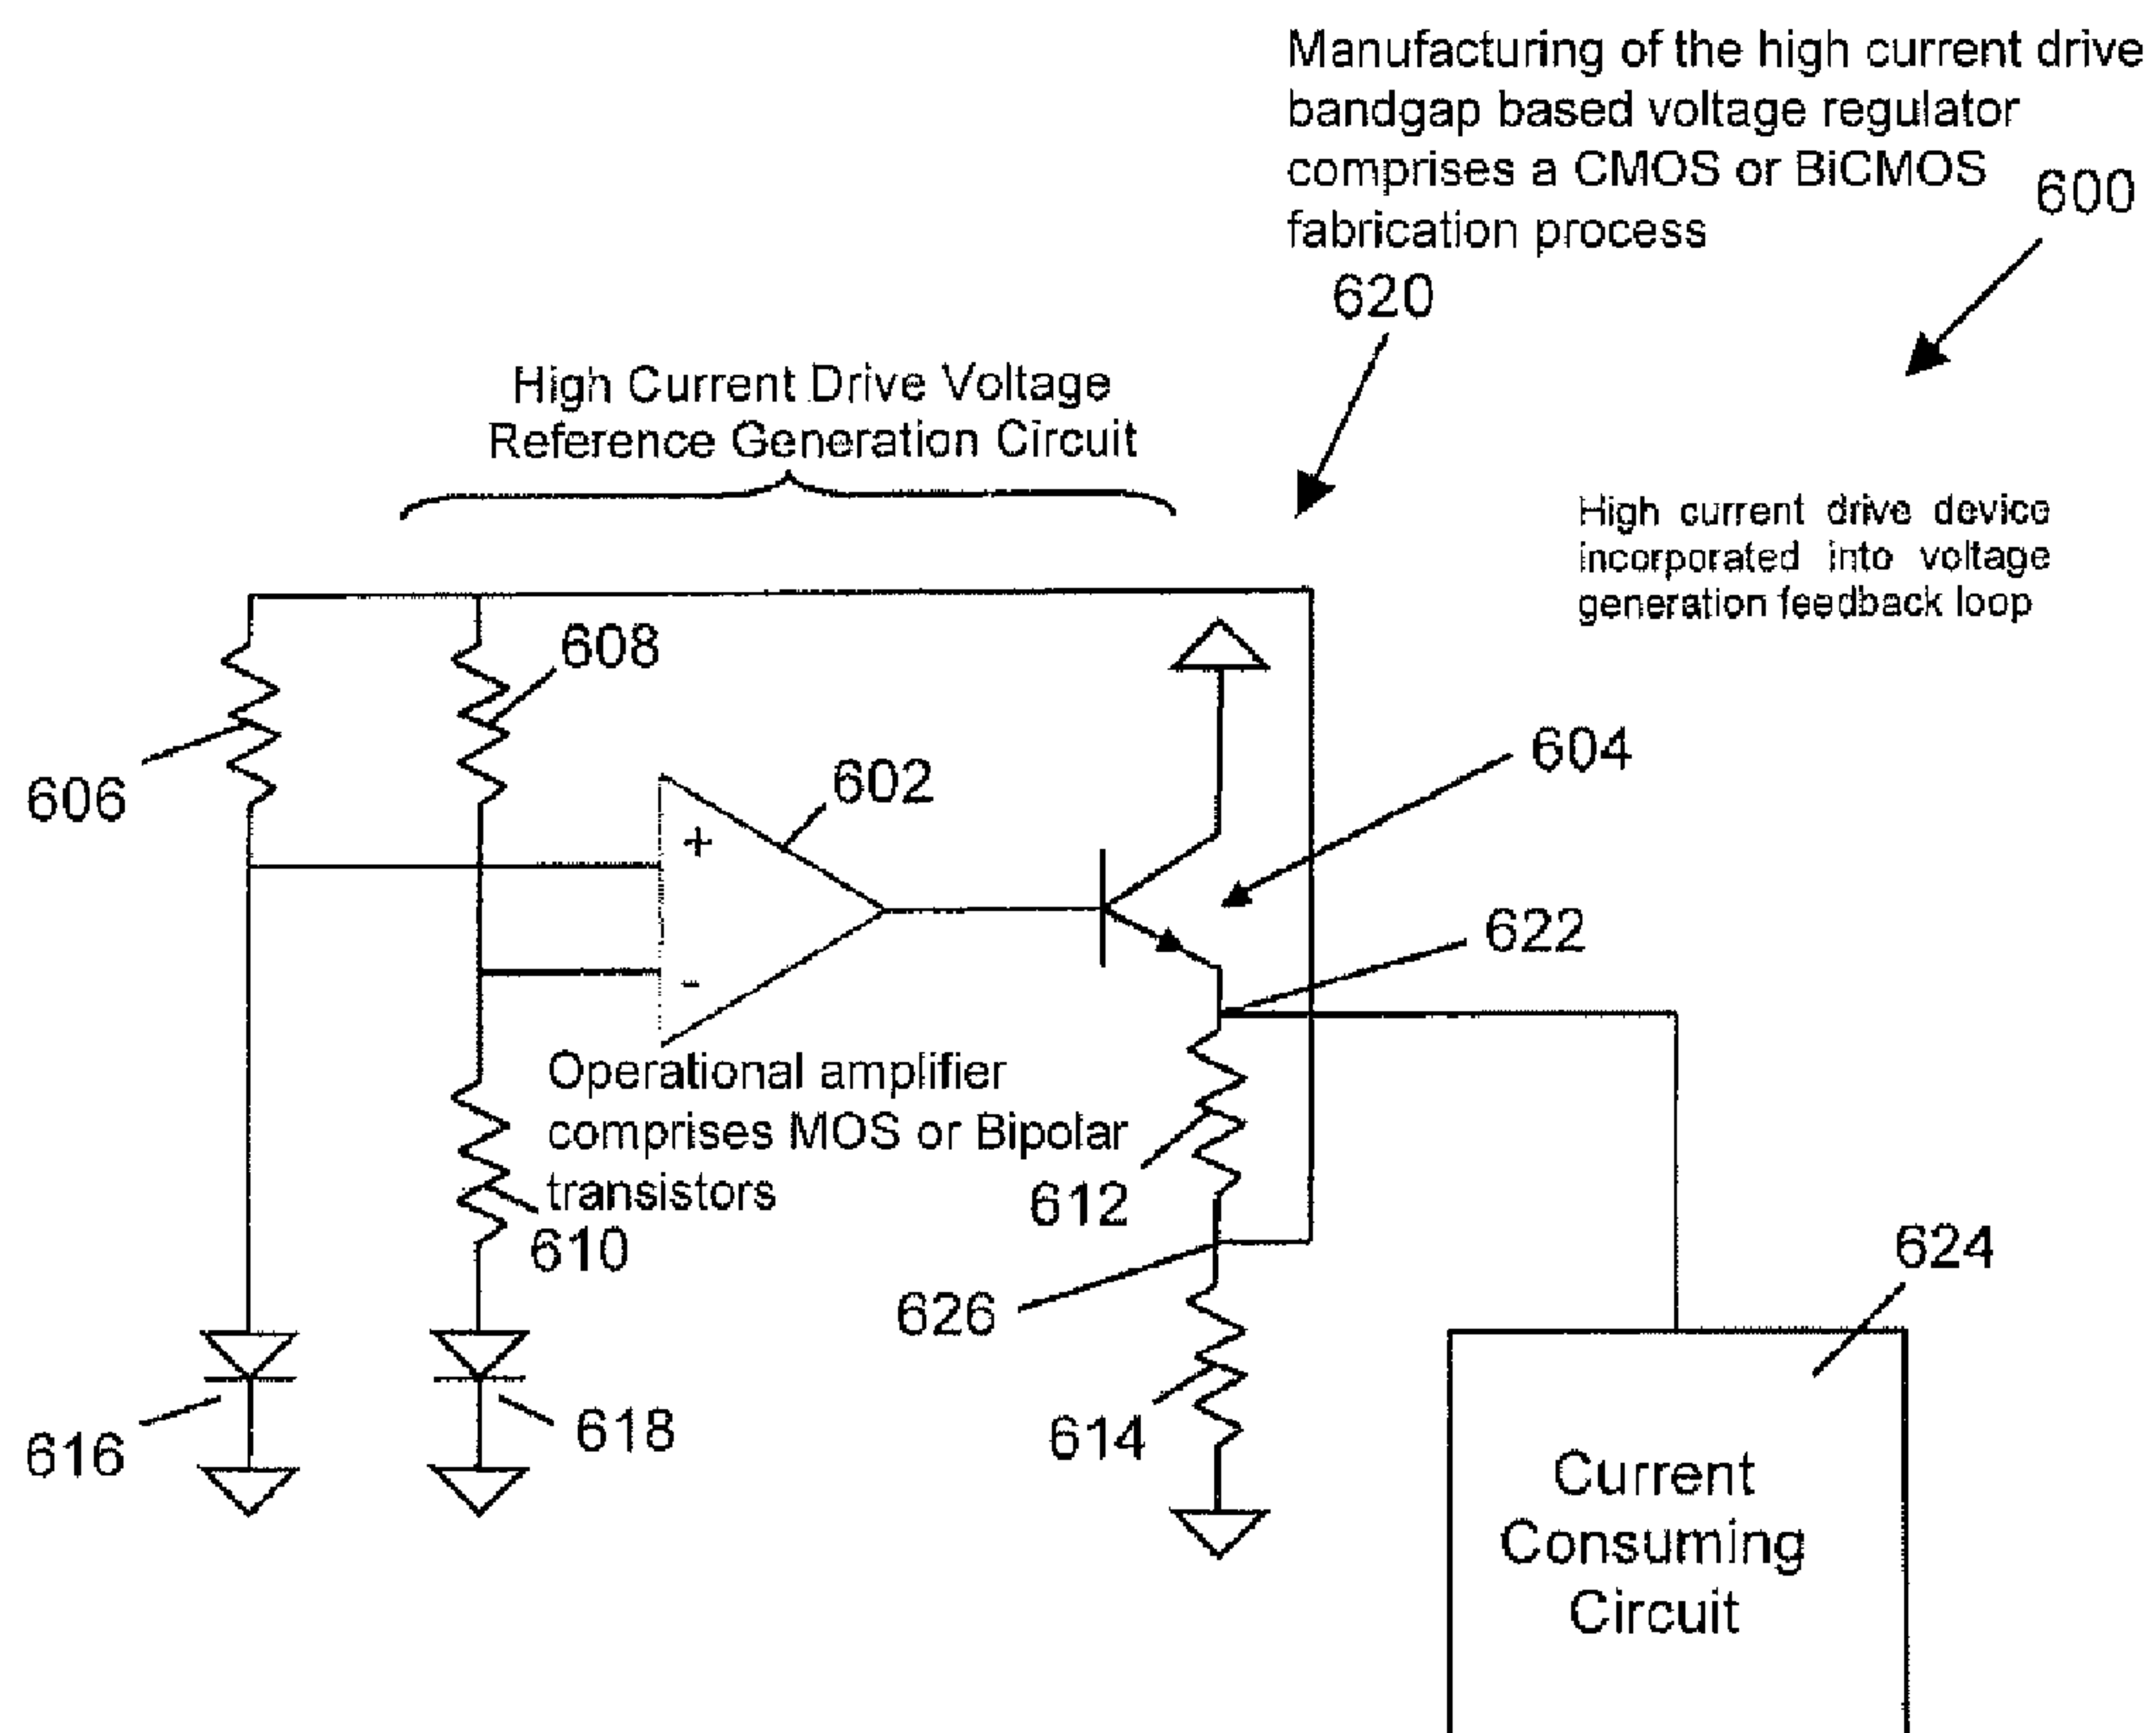 Manufacturing of the high current drive
bandgap based voltage regulator
comprises a CMOS or BiCMOS
fabrication process
600
620
High Current Drive Voltage
Reference Generation Circuit
High current drive device
incorporated into voltage
generation feedback loop
608
604
606
602
+
622
-
Operational amplifier
comprises MOS or Bipolar
transistors
612
610
624
626
616
618
614
Current
Consuming
Circuit